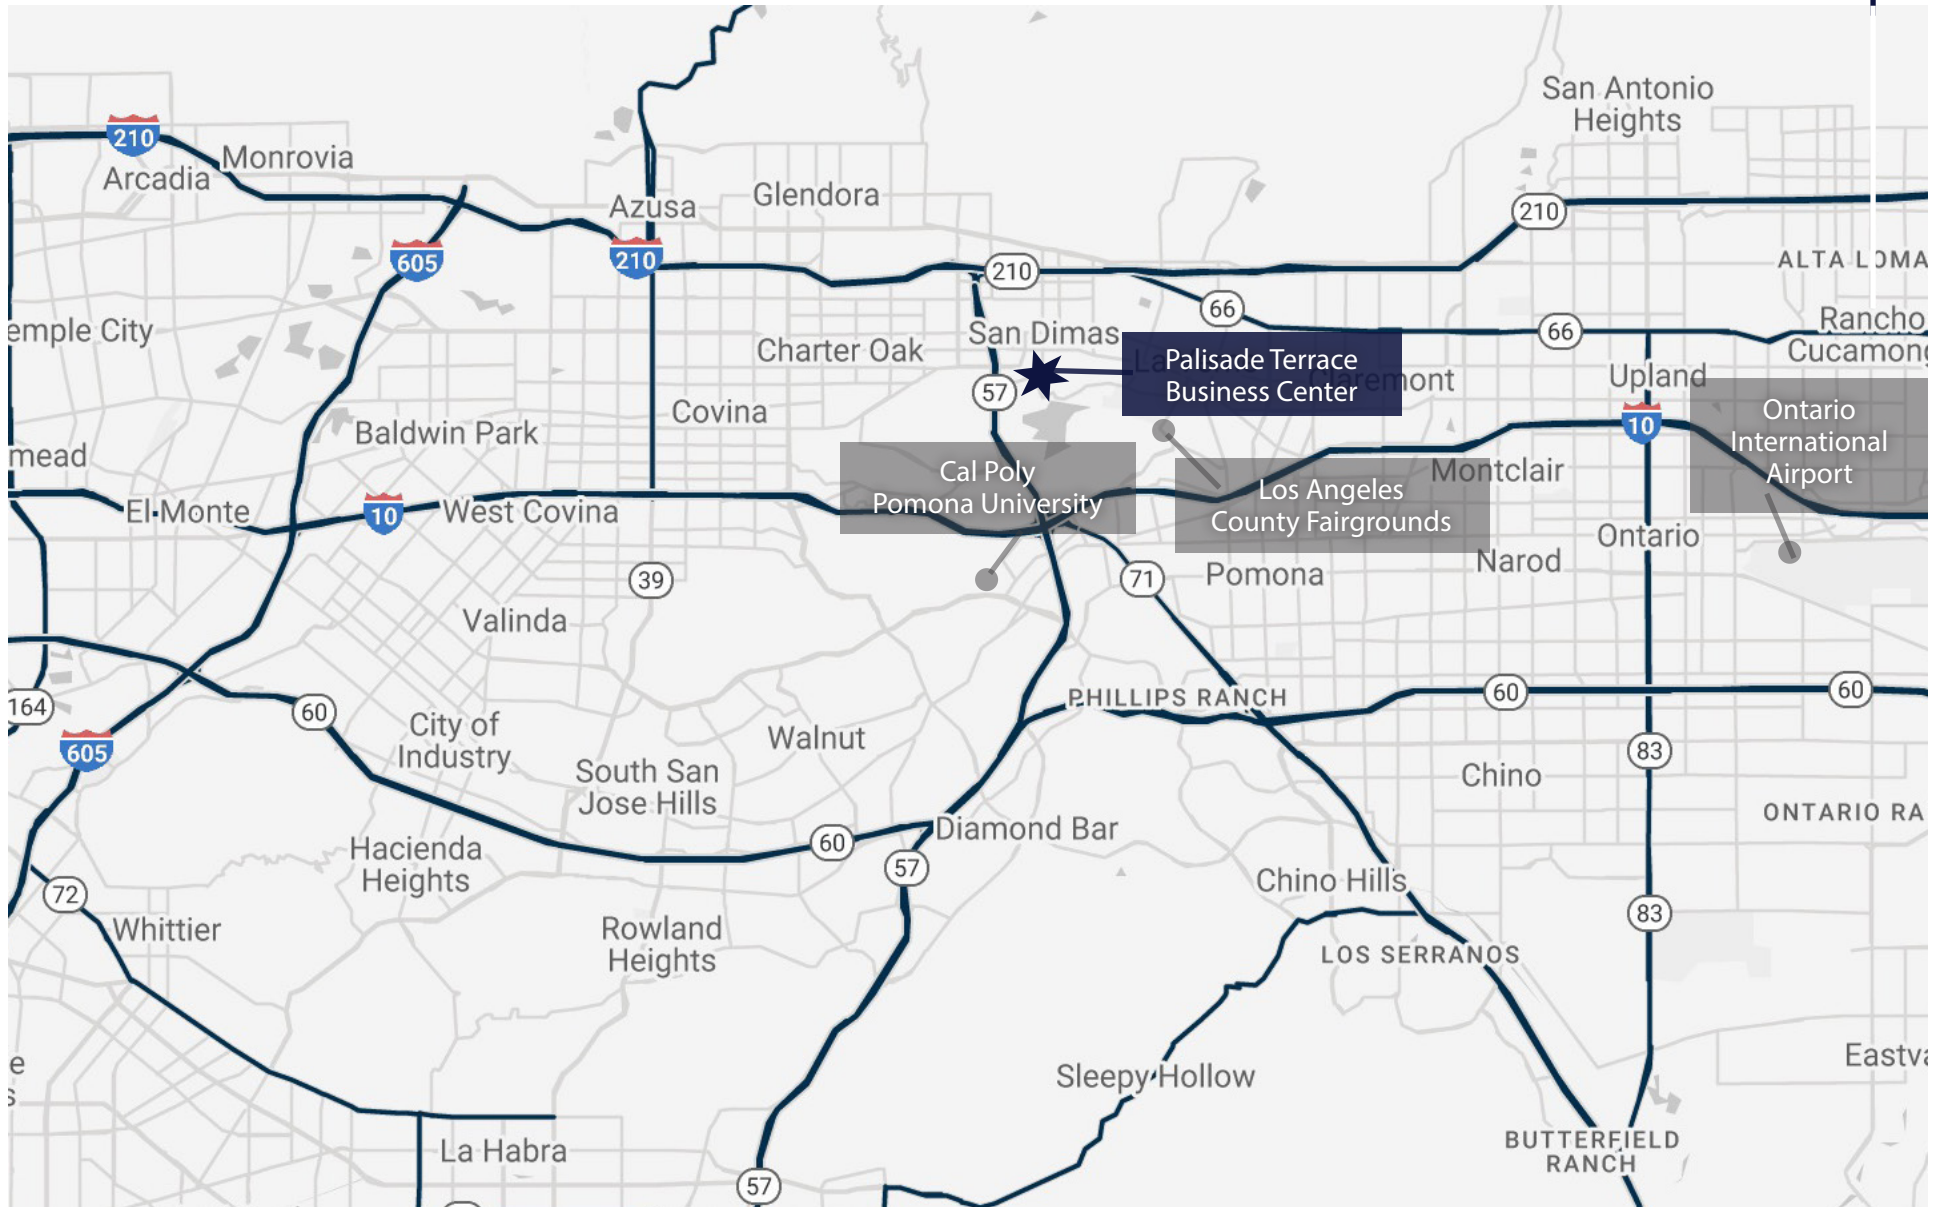 San Antonio
Heights
210
Monrovia
Arcadia
Azusa
Glendora
210
605
210
210
ALTA LOMA
66
66
Rancho
Cucamong
emple City
San Dimas
Charter Oak
La
Palisade Terrace
Business Center
Claremont
Upland
57
Covina
Baldwin Park
10
Ontario
International
Airport
mead
Cal Poly
Pomona University
Los Angeles
County Fairgrounds
Montclair
El Monte
10
West Covina
Ontario
Narod
39
71
Pomona
Valinda
PHILLIPS RANCH
60
60
164
60
605
City of
Industry
Walnut
83
South San
Jose Hills
Chino
ONTARIO RA
60
Diamond Bar
57
Hacienda
Heights
Chino Hills
72
83
Whittier
Rowland
Heights
LOS SERRANOS
e
s
Sleepy Hollow
Eastva
La Habra
BUTTERFIELD
RANCH
57